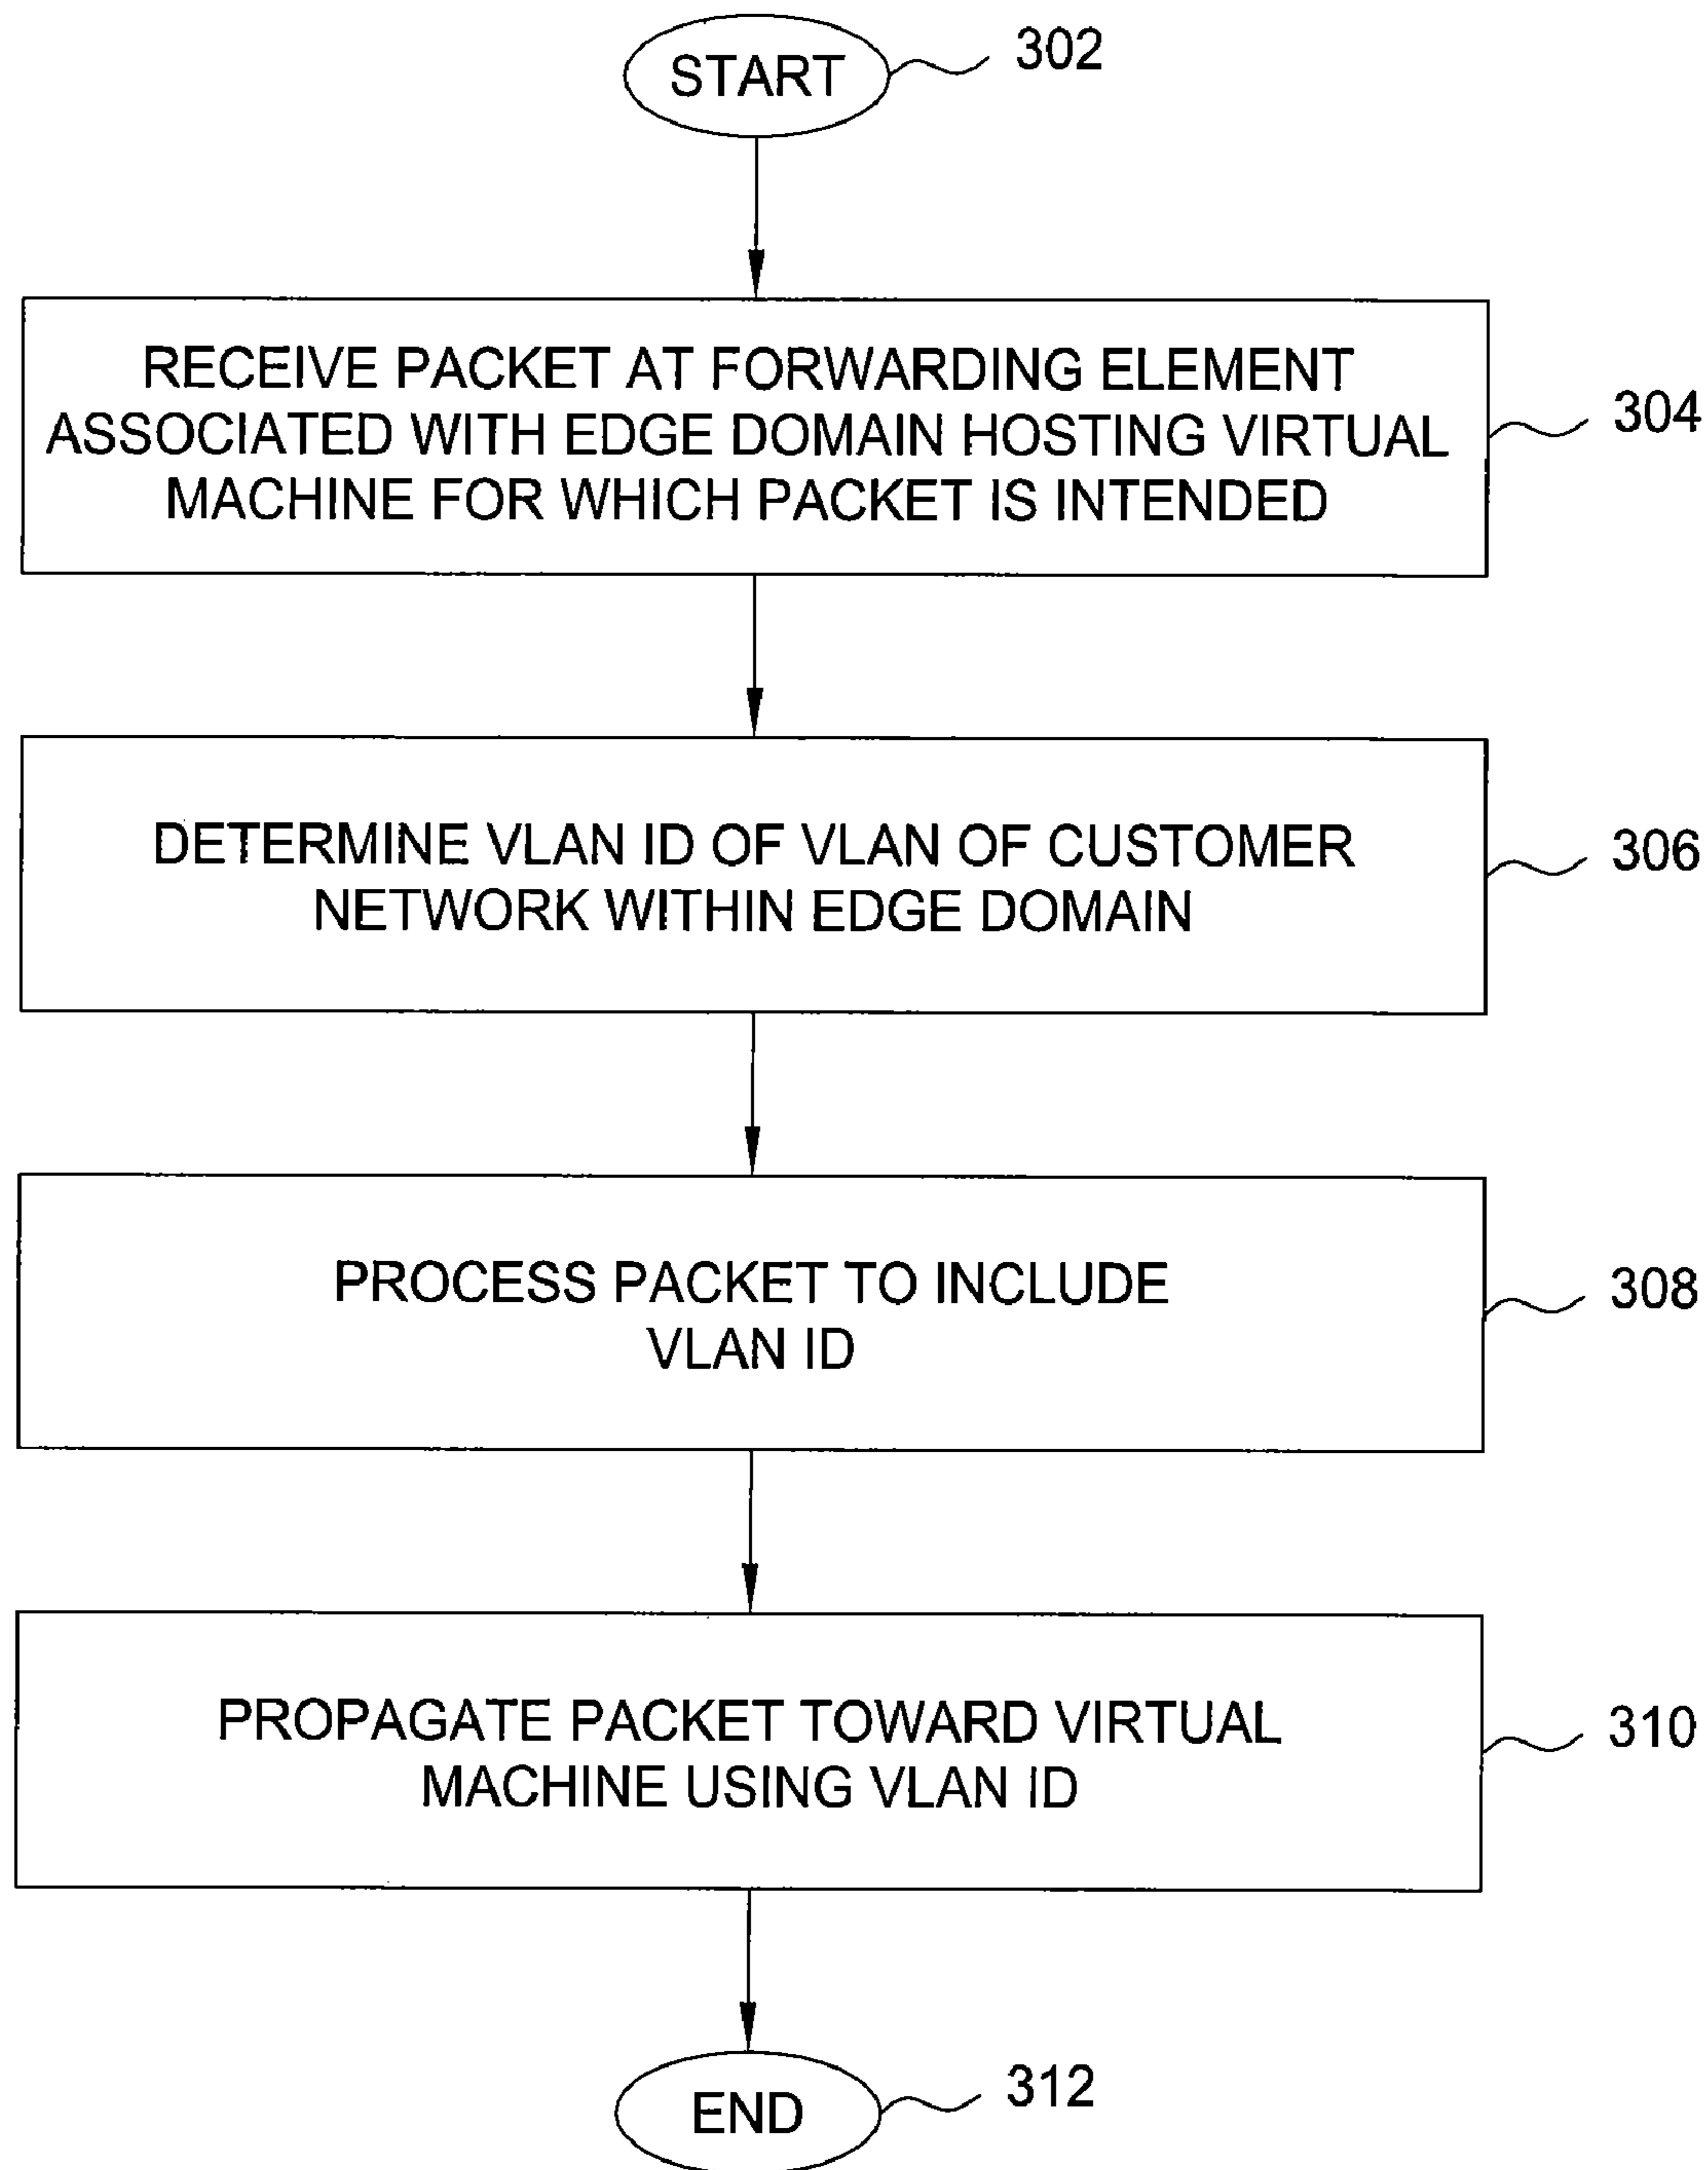 START
302
RECEIVE PACKET AT FORWARDING ELEMENT
ASSOCIATED WITH EDGE DOMAIN HOSTING VIRTUAL
MACHINE FOR WHICH PACKET IS INTENDED
304
DETERMINE VLAN ID OF VLAN OF CUSTOMER
NETWORK WITHIN EDGE DOMAIN
306
PROCESS PACKET TO INCLUDE
VLAN ID
308
PROPAGATE PACKET TOWARD VIRTUAL
MACHINE USING VLAN ID
310
END
312